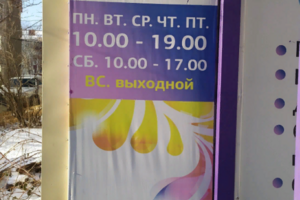 ПН. ВТ. СР. ЧТ. ПТ.
10.00 - 19.00
СБ. 10.00 - 17.00
ВС. выходной